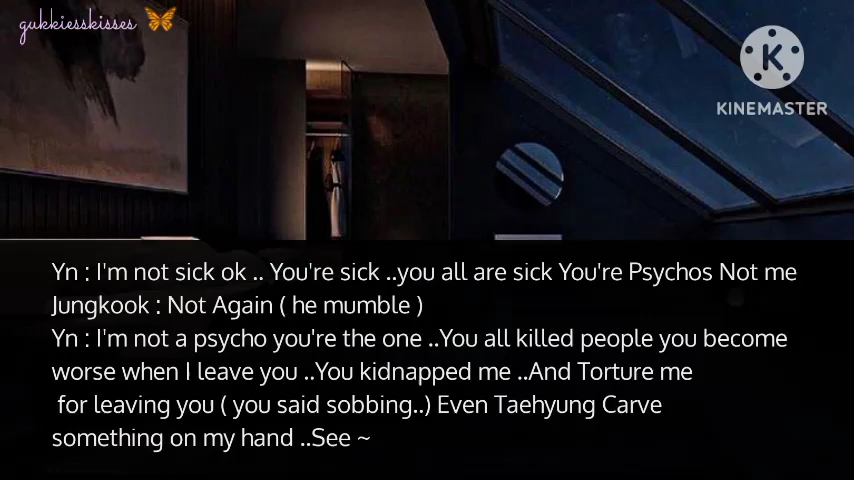 gukkiesskisses
KINEMASTER
Yn : I'm not sick ok .. You're sick ..you all are sick You're Psychos Not me
Jungkook : Not Again ( he mumble )
Yn : I'm not a psycho you're the one ..You all killed people you become
worse when I leave you ..You kidnapped me ..And Torture me
for leaving you ( you said sobbing..) Even Taehyung Carve
something on my hand ..See ~